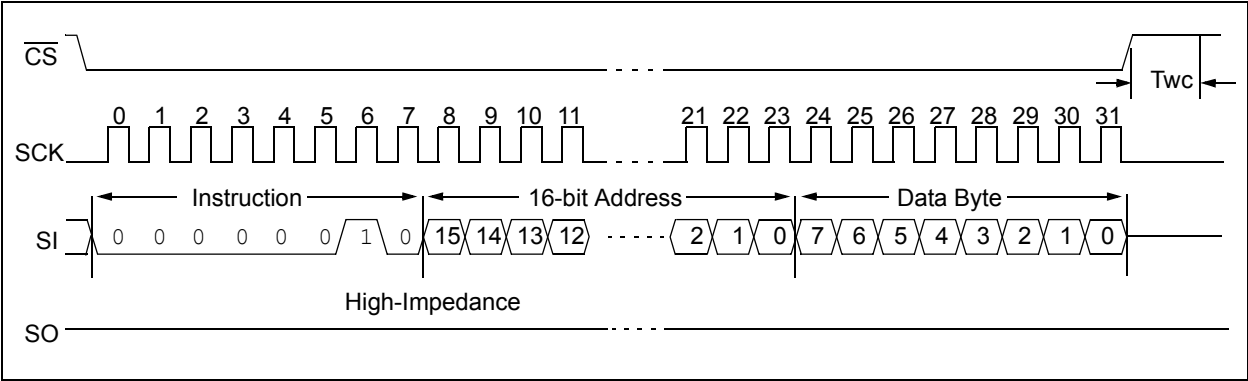 CS
Twc
0 1 2 3 4 5 6 7 8 9 10 11 21 22 23 24 25 26 27 28 29 30 31
SCK
Instruction 16-bit Address Data Byte
SI 0 0 0 0 0 0 1 0 15 14 13 12 2 1 0 7 6 5 4 3 2 1 0
High-Impedance
SO